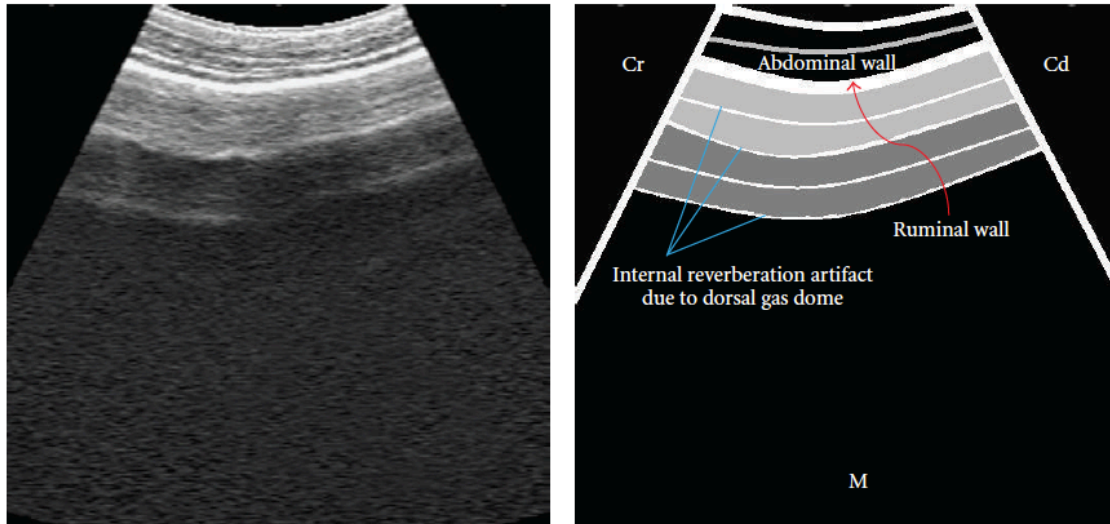 Cr
Abdominal wall
Cd
Ruminal wall
Internal reverberation artifact
due to dorsal gas dome
M